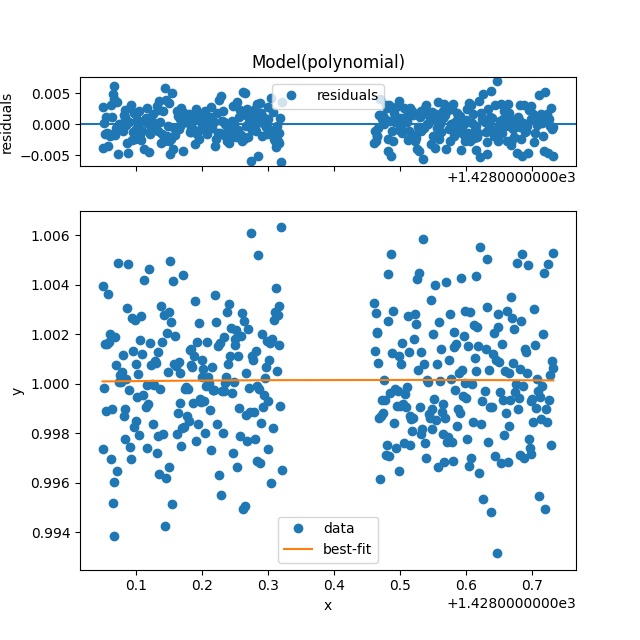 Model(polynomial)
residuals
0.005
0.000
−0.005
residuals
+1.4280000000e3
1.006
1.004
1.002
1.000
0.998
0.996
0.994
y
data
best-fit
0.1 0.2 0.3 0.4 0.5 0.6 0.7
x
+1.4280000000e3